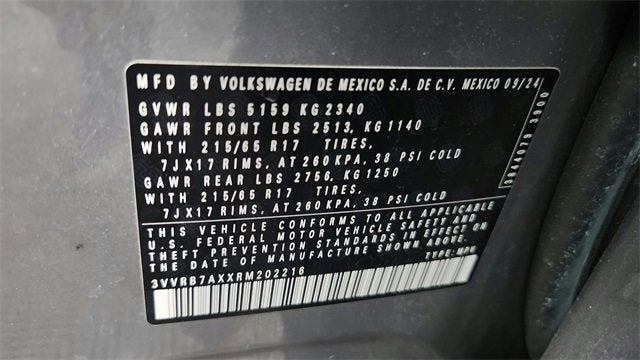 MFD BY VOLKSWAGEN DE MEXICO S.A. DE C.V. MEXICO 09/24
GVWR LBS 5159 KG 2340
GAWR FRONT LBS 2513, KG 1140
WITH 215/65 R17 TIRES,
7JX17 RIMS, AT 260 KPA, 38 PSI COLD
GAWR REAR LBS 2756, KG 1250
WITH 215/65 R17 TIRES,
7JX17 RIMS, AT 260 KPA, 38 PSI COLD
THIS VEHICLE CONFORMS TO ALL APPLICABLE
U.S. FEDERAL MOTOR VEHICLE SAFETY AND
THEFT PREVENTION STANDARDS IN EFFECT ON
THE DATE OF MANUFACTURE SHOWN ABOVE.
TYPE: MPV
3VVRB7AXXRM202216